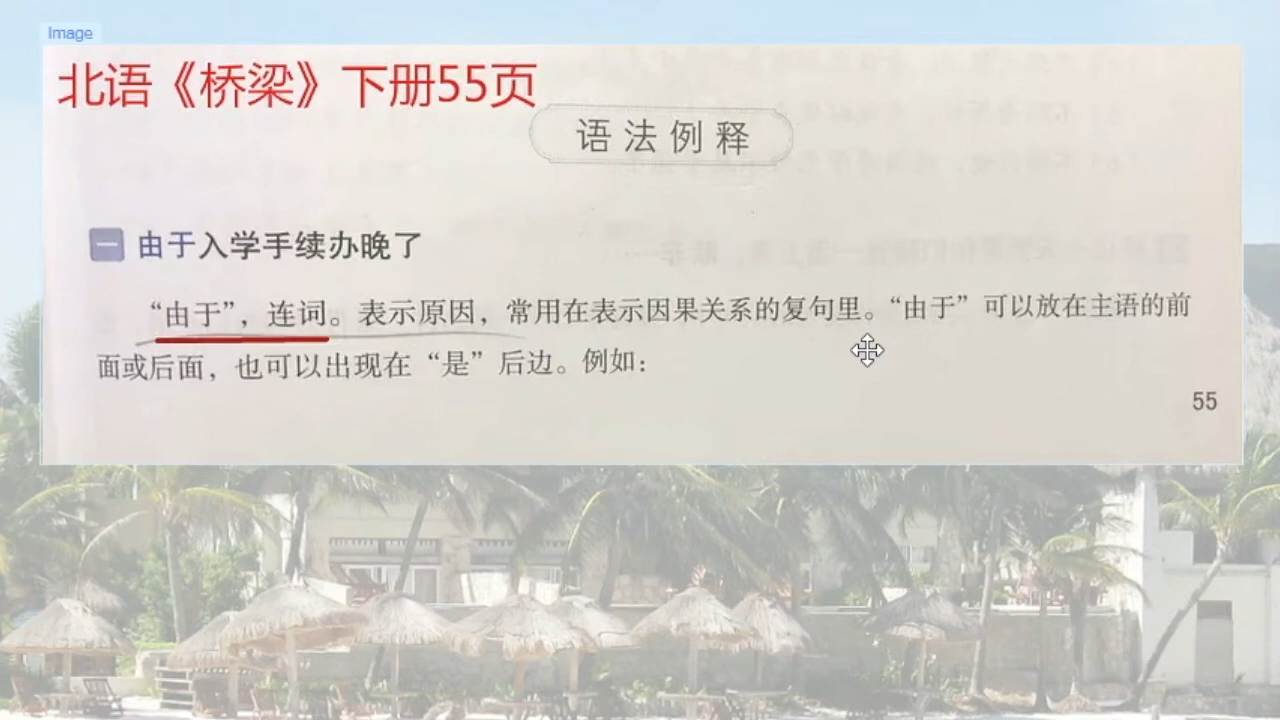 Image
北语《桥梁》下册55页
语法例释
一 由于入学手续办晚了
“由于”，连词。表示原因，常用在表示因果关系的复句里。“由于”可以放在主语的前
面或后面，也可以出现在“是”后边。例如：
55